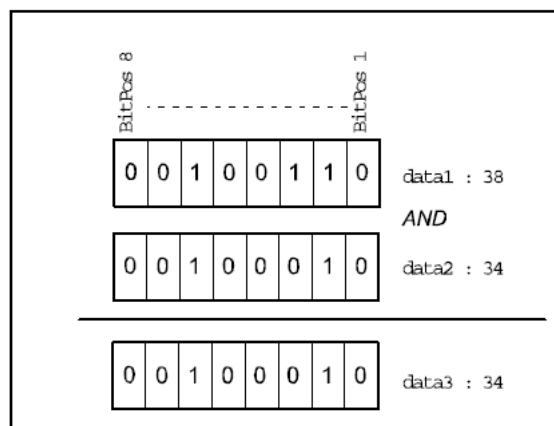 BitPos 8
BitPos 1
0 0 1 0 0 1 1 0 data1 : 38
AND
0 0 1 0 0 0 1 0 data2 : 34
0 0 1 0 0 0 1 0 data3 : 34